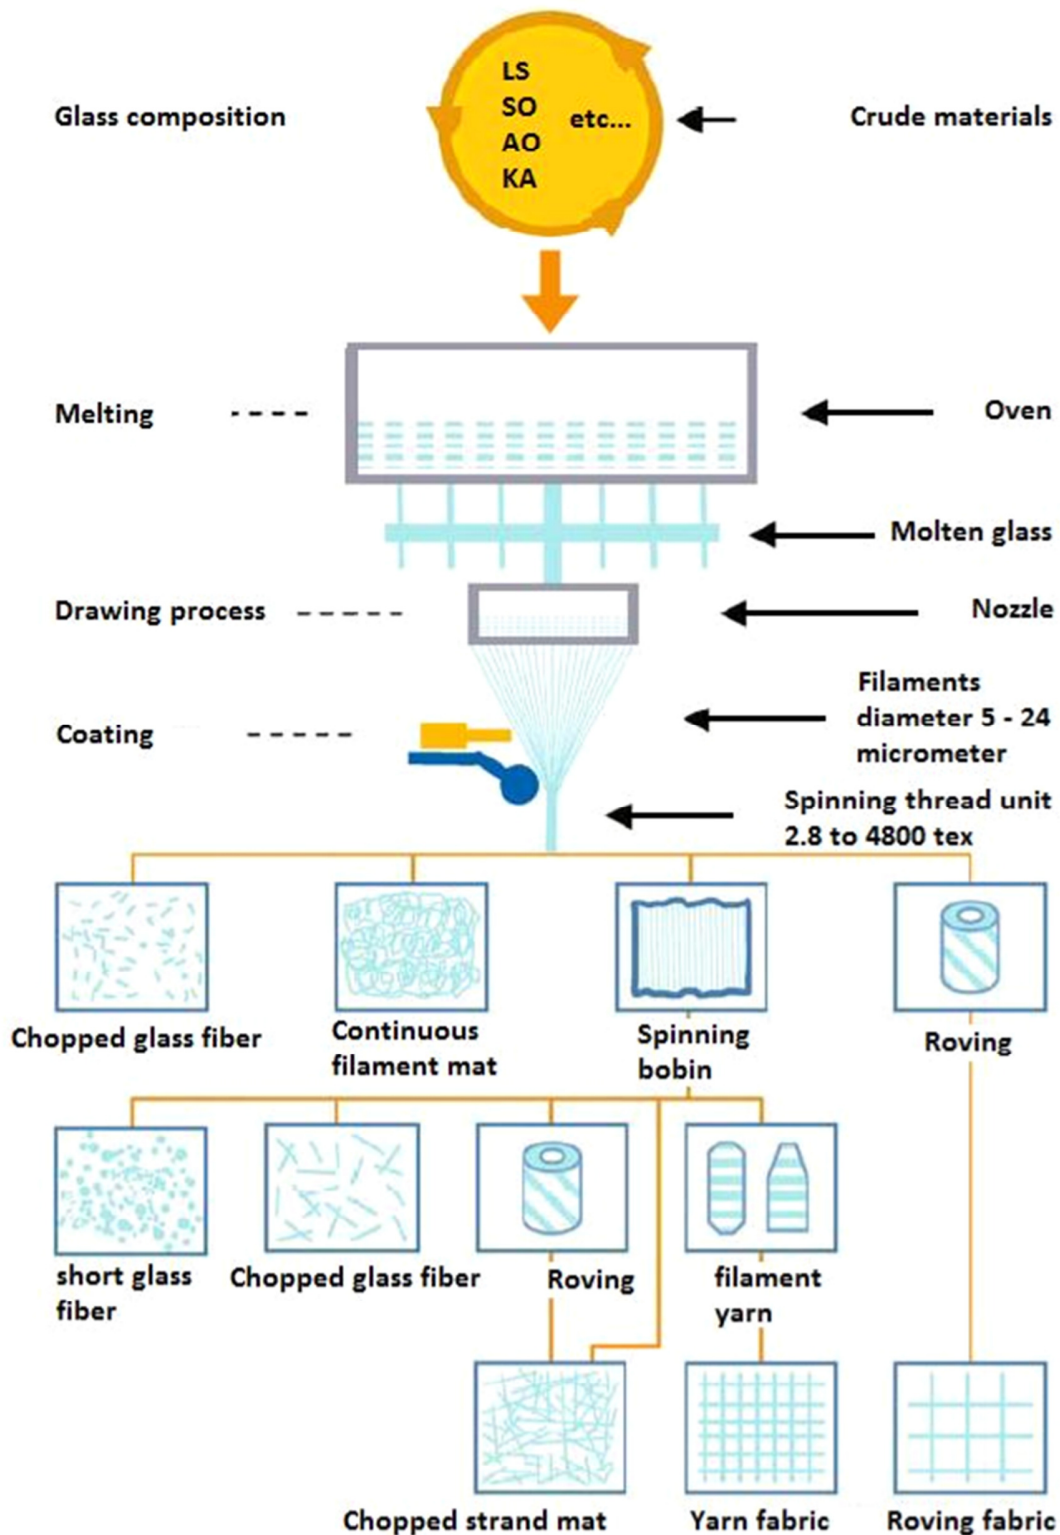 LS
SO
AO
KA
etc...
Glass composition
Crude materials
Melting
Oven
Molten glass
Drawing process
Nozzle
Filaments
diameter 5 - 24
micrometer
Coating
Spinning thread unit
2.8 to 4800 tex
Chopped glass fiber
Continuous
filament mat
Spinning
bobin
Roving
short glass
fiber
Chopped glass fiber
Roving
filament
yarn
Chopped strand mat
Yarn fabric
Roving fabric